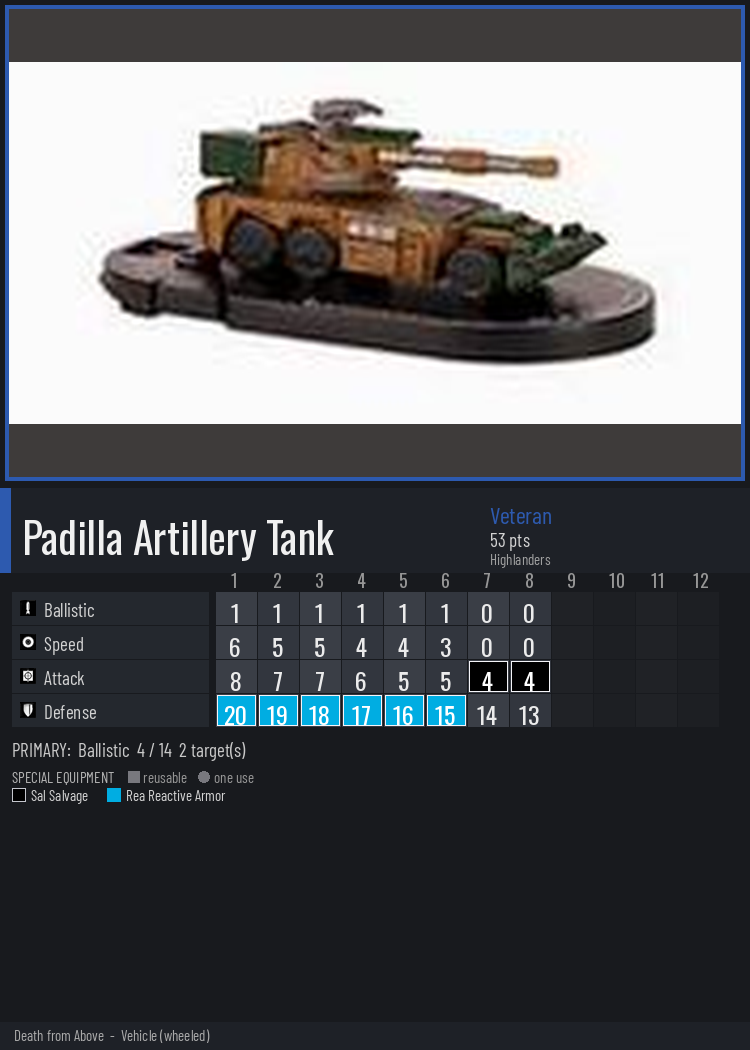 Padilla Artillery Tank
Veteran
53 pts
Highlanders
1 2 3 4 5 6 7 8 9 10 11 12
Ballistic 1 1 1 1 1 1 0 0
Speed 6 5 5 4 4 3 0 0
Attack 8 7 7 6 5 5 4 4
Defense 20 19 18 17 16 15 14 13
PRIMARY: Ballistic 4 / 14 2 target(s)
SPECIAL EQUIPMENT reusable one use
Sal Salvage Rea Reactive Armor
Death from Above - Vehicle (wheeled)